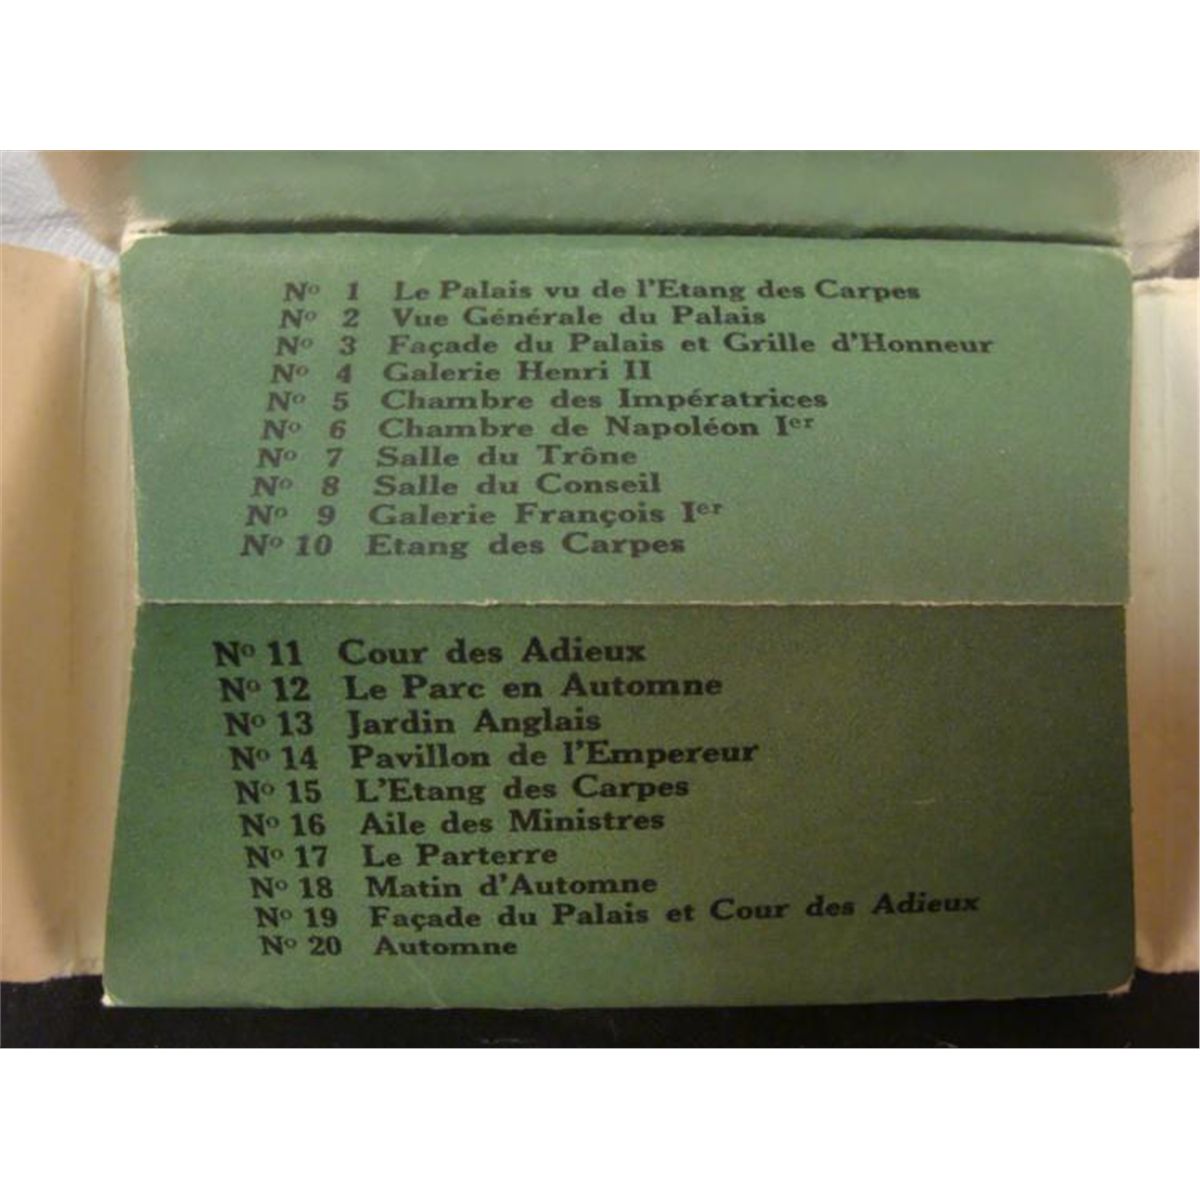 Nº 1 Le Palais vu de l'Etang des Carpes
Nº 2 Vue Générale du Palais
Nº 3 Façade du Palais et Grille d'Honneur
Nº 4 Galerie Henri II
Nº 5 Chambre des Impératrices
Nº 6 Chambre de Napoléon Iᵉʳ
Nº 7 Salle du Trône
Nº 8 Salle du Conseil
Nº 9 Galerie François Iᵉʳ
Nº 10 Etang des Carpes
Nº 11 Cour des Adieux
Nº 12 Le Parc en Automne
Nº 13 Jardin Anglais
Nº 14 Pavillon de l'Empereur
Nº 15 L'Etang des Carpes
Nº 16 Aile des Ministres
Nº 17 Le Parterre
Nº 18 Matin d'Automne
Nº 19 Façade du Palais et Cour des Adieux
Nº 20 Automne